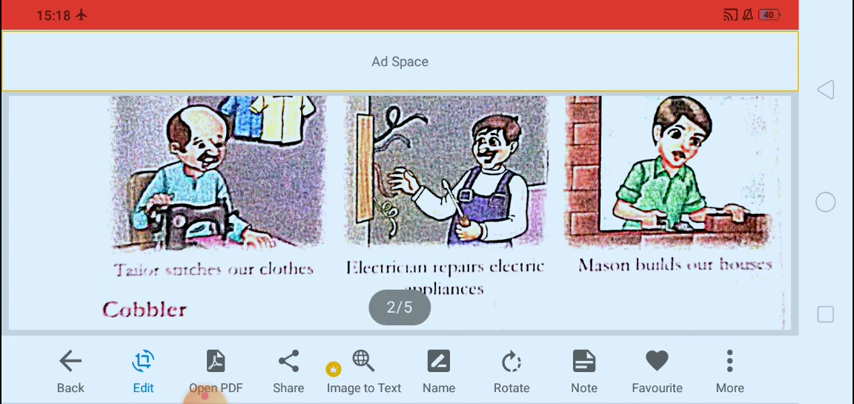 15:18
40
Ad Space
Tailor stitches our clothes
Electrician repairs electric
appliances
Mason builds our houses
Cobbler
2/5
Back
Edit
Open PDF
Share
Image to Text
Name
Rotate
Note
Favourite
More